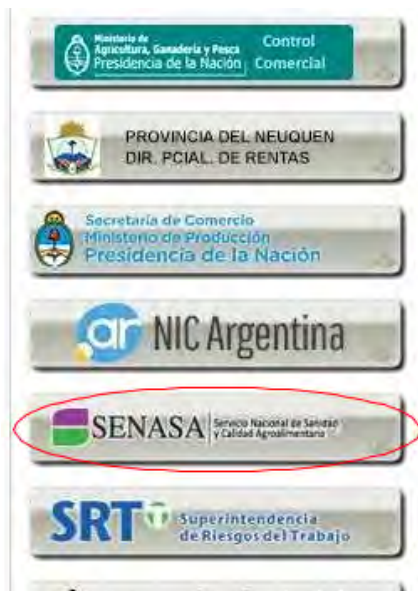 Ministerio de
Agricultura, Ganadería y Pesca
Presidencia de la Nación
Control
Comercial
PROVINCIA DEL NEUQUEN
DIR. PCIAL. DE RENTAS
Secretaría de Comercio
Ministerio de Producción
Presidencia de la Nación
.ar NIC Argentina
SENASA
Servicio Nacional de Sanidad
y Calidad Agroalimentaria
SRT
Superintendencia
de Riesgos del Trabajo